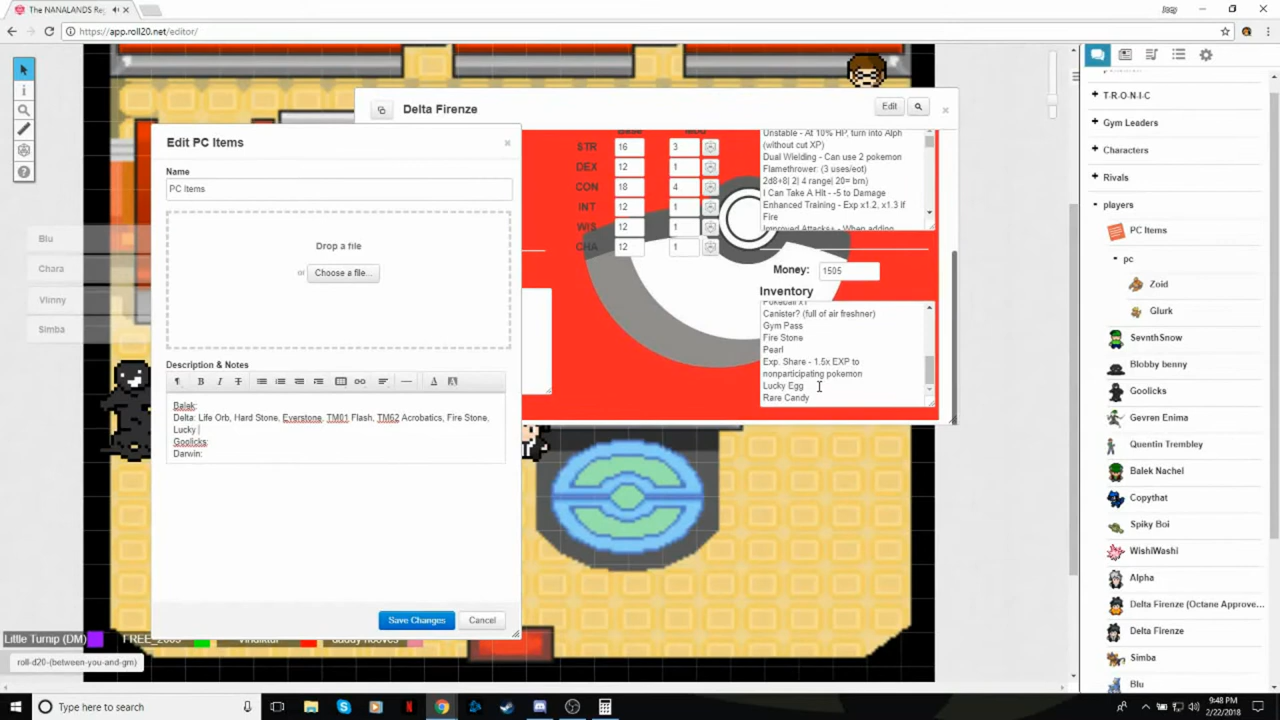 The NANALANDS Re
https://app.roll20.net/editor/
Blu
Chara
Vinny
Simba
Edit PC Items
Name
PC Items
Drop a file
or Choose a file...
Description & Notes
Balek:
Delta: Life Orb, Hard Stone, Everstone, TM01 Flash, TM62 Acrobatics, Fire Stone,
Lucky
Goolicks:
Darwin:
Save Changes
Cancel
Delta Firenze
Edit
STR 16 3
DEX 12 1
CON 18 4
INT 12 1
WIS 12 1
CHA 12 1
Unstable - At 10% HP, turn into Alph
(without cut XP)
Dual Wielding - Can use 2 pokemon
Flamethrower: (3 uses/eot)
2d8+8| 2| 4 range| 20= brn)
I Can Take A Hit - -5 to Damage
Enhanced Training - Exp x1.2, x1.3 If
Fire
Improved Attacks+ - When adding
Money: 1505
Inventory
Pokeball x1
Canister? (full of air freshner)
Gym Pass
Fire Stone
Pearl
Exp. Share - 1.5x EXP to
nonparticipating pokemon
Lucky Egg
Rare Candy
T-R-O-N-I-C
Gym Leaders
Characters
Rivals
players
PC Items
pc
Zoid
Glurk
SevnthSnow
Blobby benny
Goolicks
Gevren Enima
Quentin Trembley
Balek Nachel
Copythat
Spiky Boi
WishiWashi
Alpha
Delta Firenze (Octane Approve...
Delta Firenze
Simba
Blu
Little Turnip (DM)
roll-d20-(between-you-and-gm)
Type here to search
9:48 PM
2/22/2018